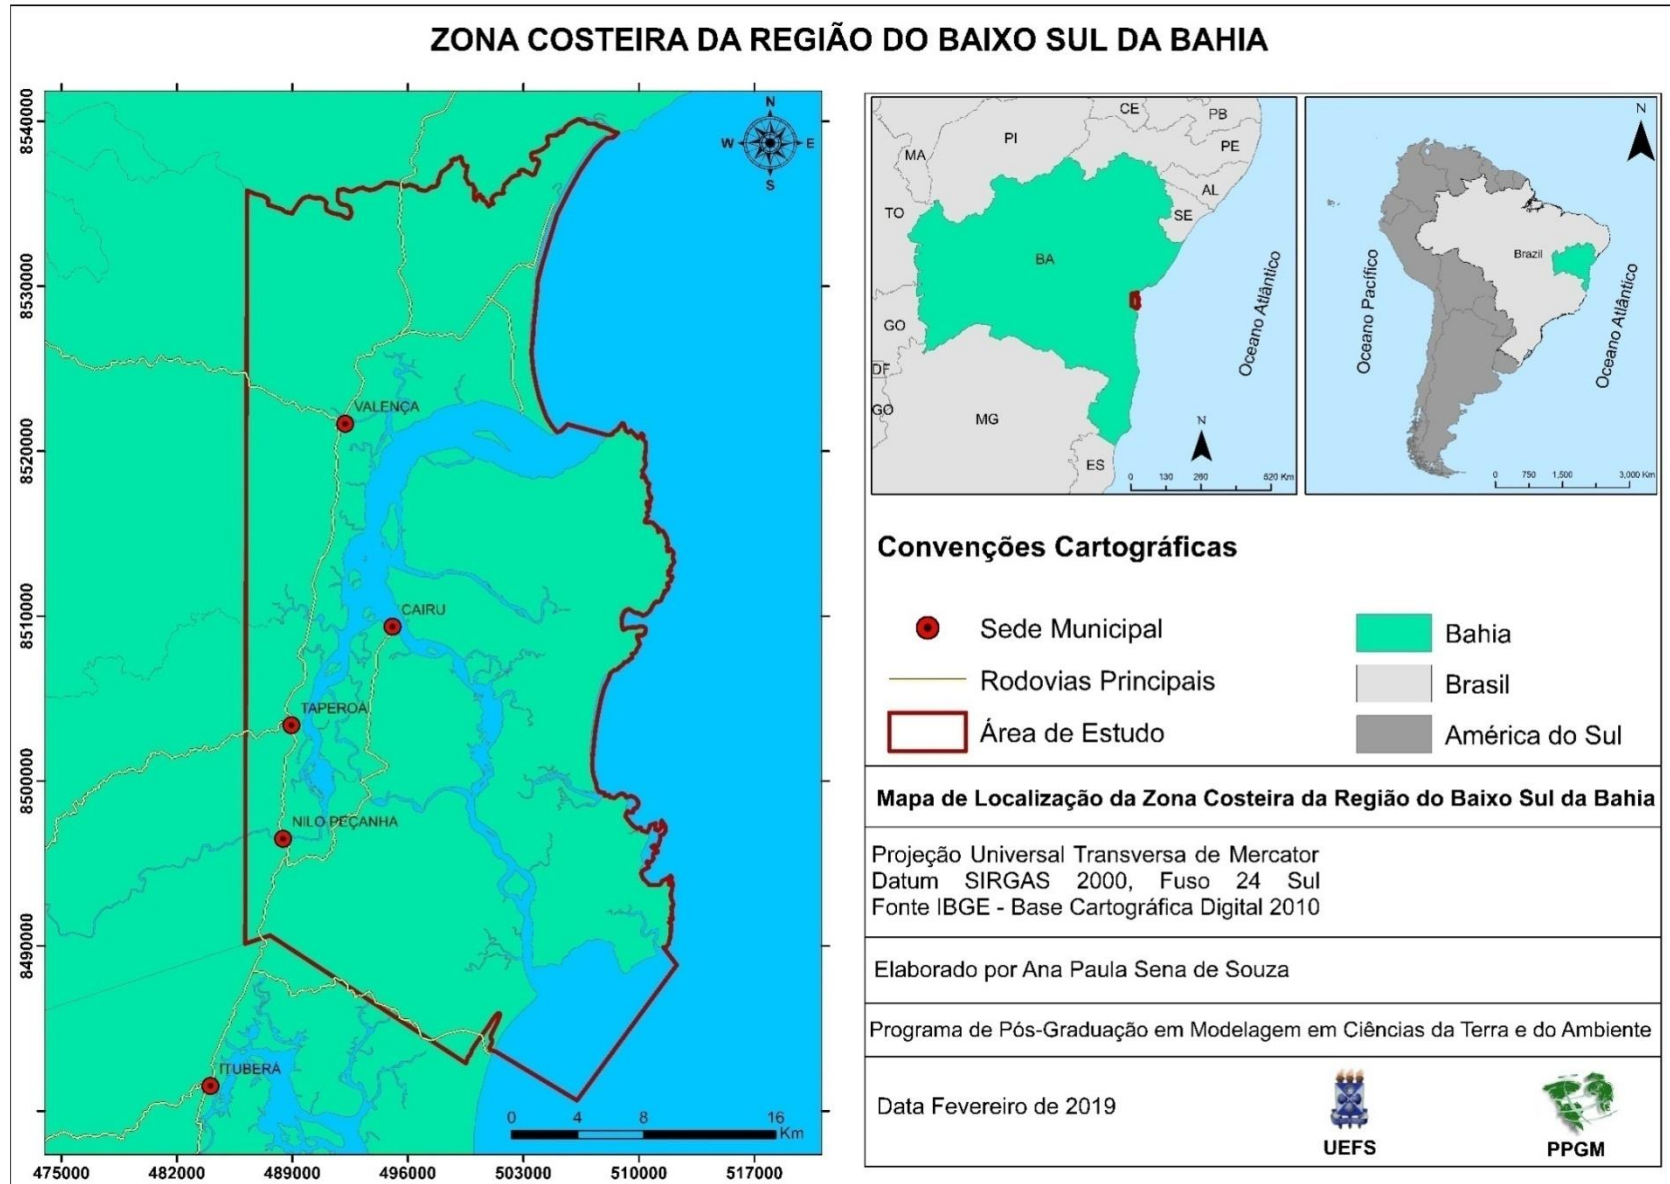 ZONA COSTEIRA DA REGIÃO DO BAIXO SUL DA BAHIA
8540000
8530000
8520000
8510000
8500000
8490000
475000 482000 489000 496000 503000 510000 517000
N
W E
S
VALENÇA
CAIRU
TAPEROÁ
NILO PEÇANHA
ITUBERÁ
0 4 8 16
Km
CE
PB
PI
PE
MA
AL
TO
SE
BA
GO
DF
GO
MG
ES
Oceano Atlântico
N
0 130 260 520 Km
N
Brazil
Oceano Pacífico
Oceano Atlântico
0 750 1,500 3,000 Km
Convenções Cartográficas
Sede Municipal
Rodovias Principais
Área de Estudo
Bahia
Brasil
América do Sul
Mapa de Localização da Zona Costeira da Região do Baixo Sul da Bahia
Projeção Universal Transversa de Mercator
Datum SIRGAS 2000, Fuso 24 Sul
Fonte IBGE - Base Cartográfica Digital 2010
Elaborado por Ana Paula Sena de Souza
Programa de Pós-Graduação em Modelagem em Ciências da Terra e do Ambiente
Data Fevereiro de 2019
UEFS
PPGM